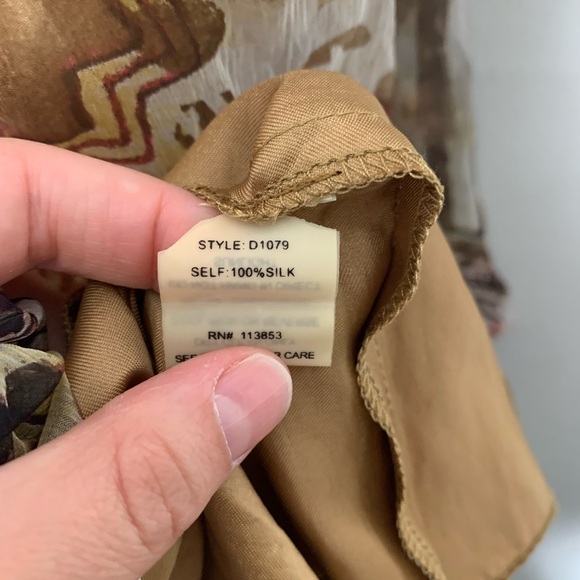 STYLE: D1079
SELF:100%SILK
RN# 113853
CARE